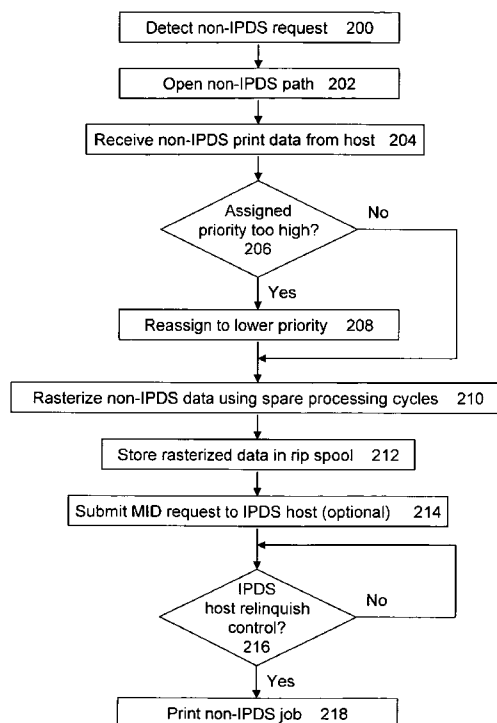 Detect non-IPDS request 200
Open non-IPDS path 202
Receive non-IPDS print data from host 204
Assigned
priority too high?
206
No
Yes
Reassign to lower priority 208
Rasterize non-IPDS data using spare processing cycles 210
Store rasterized data in rip spool 212
Submit MID request to IPDS host (optional) 214
IPDS
host relinquish
control?
216
No
Yes
Print non-IPDS job 218